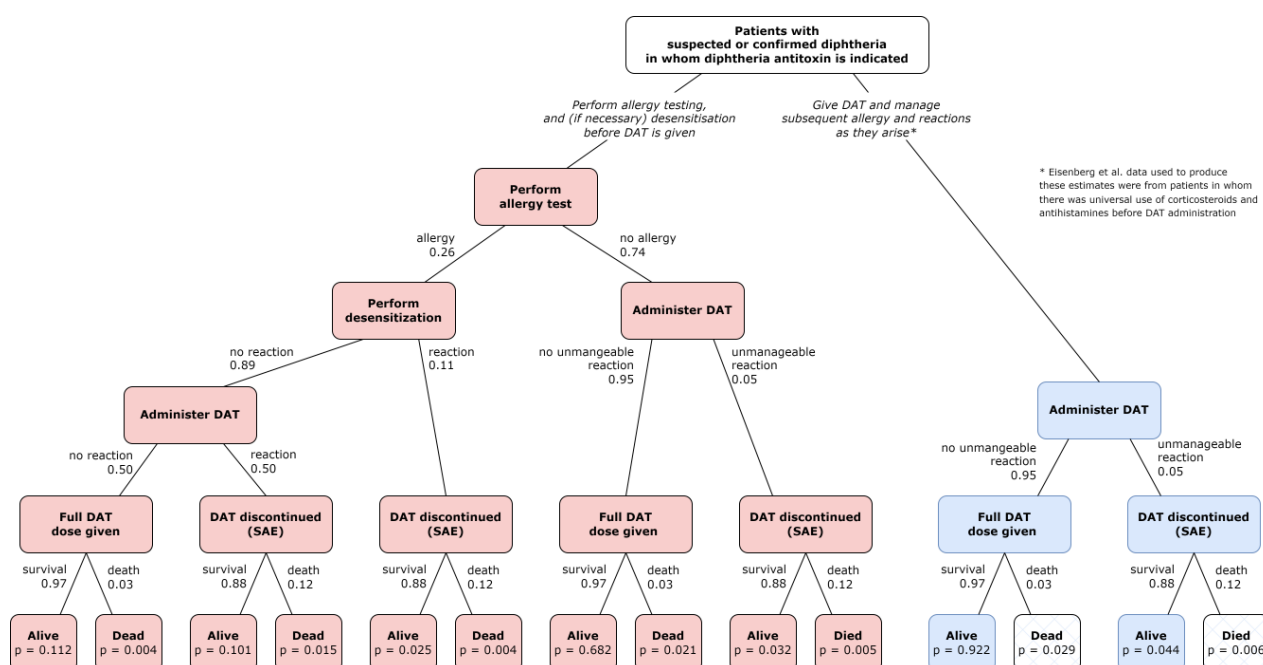 Patients with
suspected or confirmed diphtheria
in whom diphtheria antitoxin is indicated
Perform allergy testing,
and (if necessary) desensitisation
before DAT is given
Give DAT and manage
subsequent allergy and reactions
as they arise*
* Eisenberg et al. data used to produce
these estimates were from patients in whom
there was universal use of corticosteroids and
antihistamines before DAT administration
Perform
allergy test
allergy
0.26
no allergy
0.74
Perform
desensitization
Administer DAT
no reaction
0.89
reaction
0.11
no unmangeable
reaction
0.95
unmanageable
reaction
0.05
Administer DAT
Administer DAT
no reaction
0.50
reaction
0.50
no unmangeable
reaction
0.95
unmanageable
reaction
0.05
Full DAT
dose given
DAT discontinued
(SAE)
DAT discontinued
(SAE)
Full DAT
dose given
DAT discontinued
(SAE)
Full DAT
dose given
DAT discontinued
(SAE)
survival
0.97
death
0.03
survival
0.88
death
0.12
survival
0.88
death
0.12
survival
0.97
death
0.03
survival
0.88
death
0.12
survival
0.97
death
0.03
survival
0.88
death
0.12
Alive
p = 0.112
Dead
p = 0.004
Alive
p = 0.101
Dead
p = 0.015
Alive
p = 0.025
Dead
p = 0.004
Alive
p = 0.682
Dead
p = 0.021
Alive
p = 0.032
Died
p = 0.005
Alive
p = 0.922
Dead
p = 0.029
Alive
p = 0.044
Died
p = 0.006